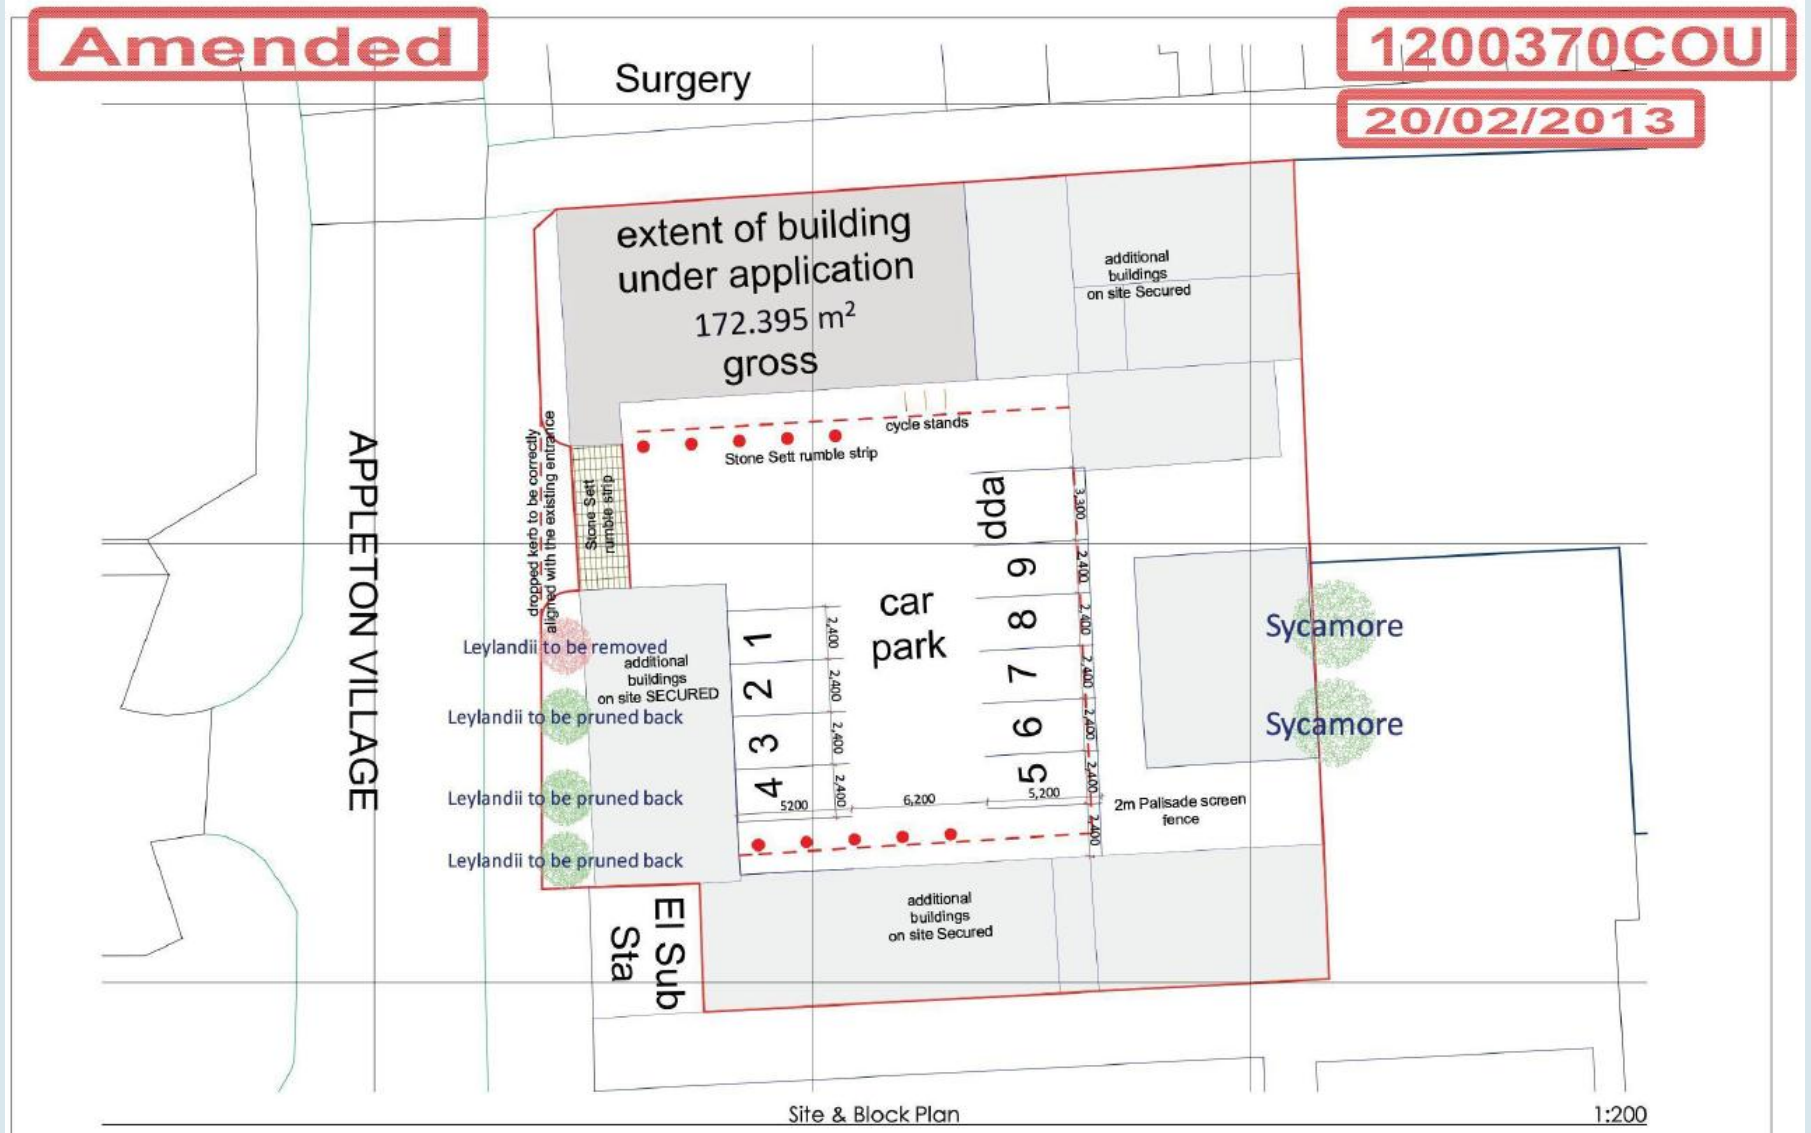 Amended
1200370COU
20/02/2013
Surgery
extent of building
under application
172.395 m²
gross
additional
buildings
on site Secured
cycle stands
Stone Sett rumble strip
dropped kerb to be correctly
aligned with the existing entrance
Stone Sett
rumble strip
APPLETON VILLAGE
dppa
3,300
9
2,400
8
2,400
7
2,400
6
2,400
5
2,400
2,400
car
park
1
2,400
2
2,400
3
2,400
4
2,400
5200
6,200
5,200
Leylandii to be removed
additional
buildings
on site SECURED
Leylandii to be pruned back
Leylandii to be pruned back
Leylandii to be pruned back
Sycamore
Sycamore
2m Palisade screen
fence
additional
buildings
on site Secured
El Sub
Sta
Site & Block Plan
1:200